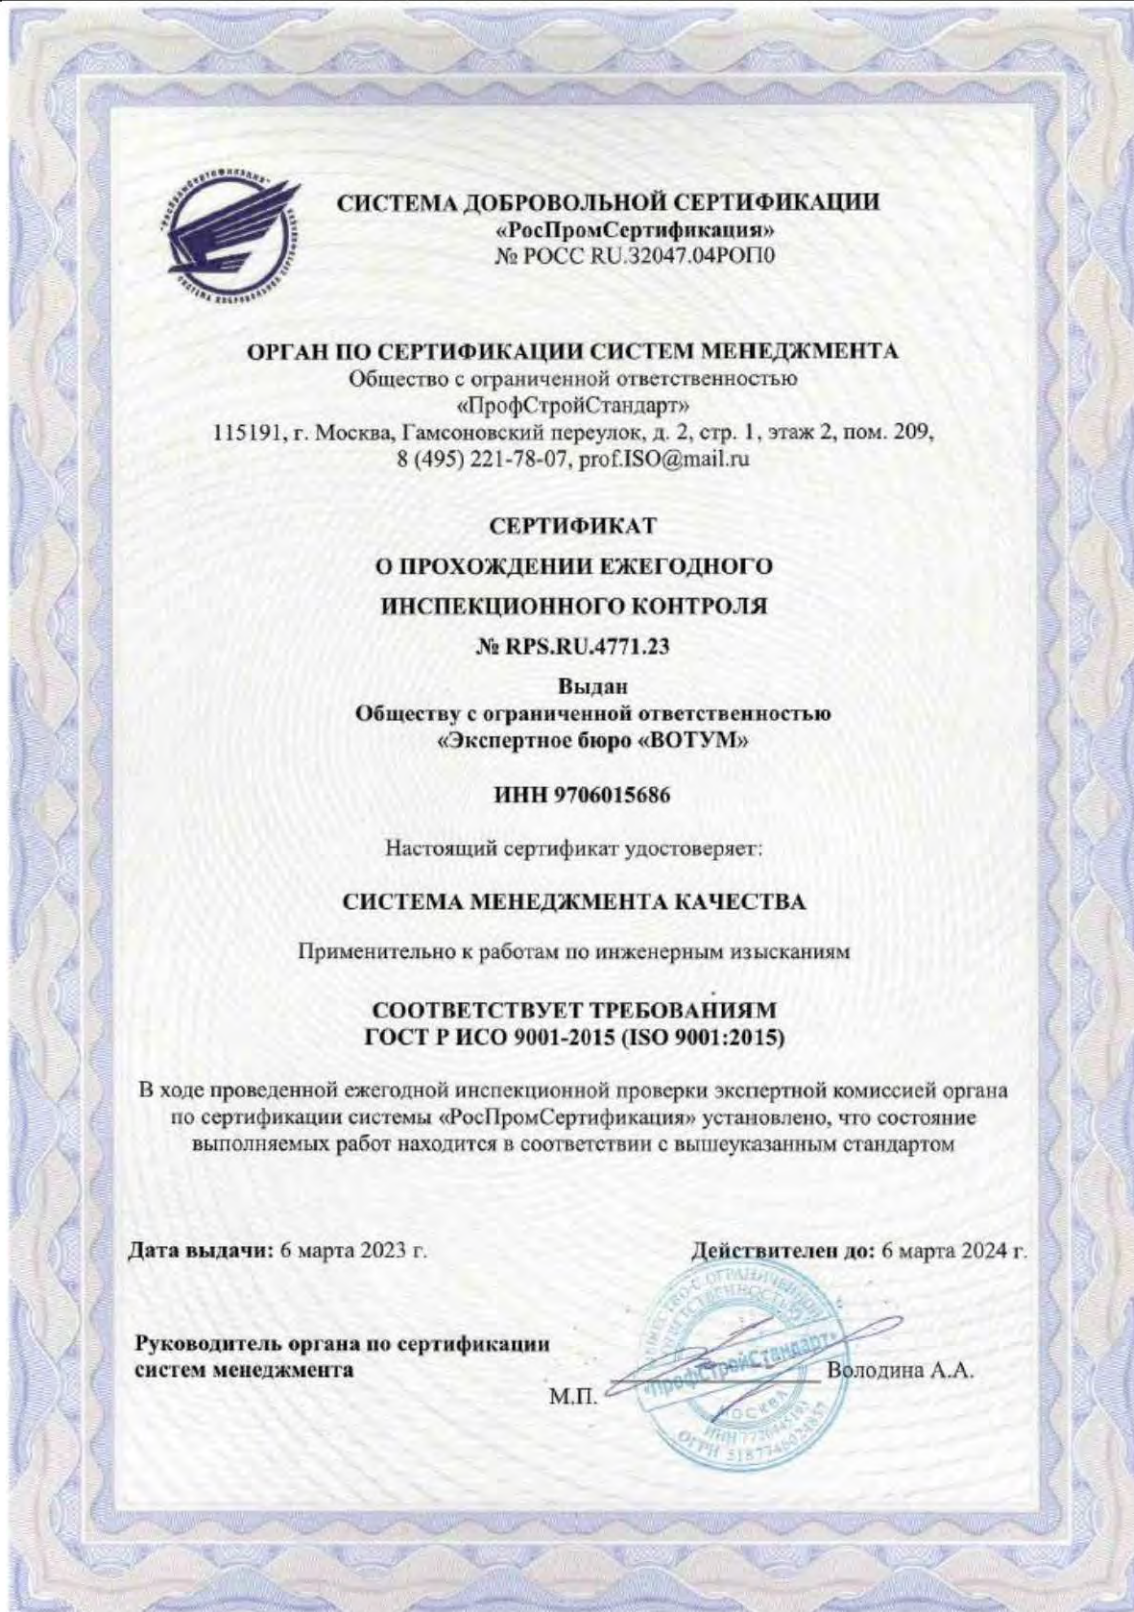 СИСТЕМА ДОБРОВОЛЬНОЙ СЕРТИФИКАЦИИ
«РосПромСертификация»
№ РОСС RU.32047.04РОП0
ОРГАН ПО СЕРТИФИКАЦИИ СИСТЕМ МЕНЕДЖМЕНТА
Общество с ограниченной ответственностью
«ПрофСтройСтандарт»
115191, г. Москва, Гамсоновский переулок, д. 2, стр. 1, этаж 2, пом. 209,
8 (495) 221-78-07, prof.ISO@mail.ru
СЕРТИФИКАТ
О ПРОХОЖДЕНИИ ЕЖЕГОДНОГО
ИНСПЕКЦИОННОГО КОНТРОЛЯ
№ RPS.RU.4771.23
Выдан
Обществу с ограниченной ответственностью
«Экспертное бюро «ВОТУМ»
ИНН 9706015686
Настоящий сертификат удостоверяет:
СИСТЕМА МЕНЕДЖМЕНТА КАЧЕСТВА
Применительно к работам по инженерным изысканиям
СООТВЕТСТВУЕТ ТРЕБОВАНИЯМ
ГОСТ Р ИСО 9001-2015 (ISO 9001:2015)
В ходе проведенной ежегодной инспекционной проверки экспертной комиссией органа
по сертификации системы «РосПромСертификация» установлено, что состояние
выполняемых работ находится в соответствии с вышеуказанным стандартом
Дата выдачи: 6 марта 2023 г.
Действителен до: 6 марта 2024 г.
Руководитель органа по сертификации
систем менеджмента
М.П.
Володина А.А.
«ПрофСтройСтандарт»
МОСКВА